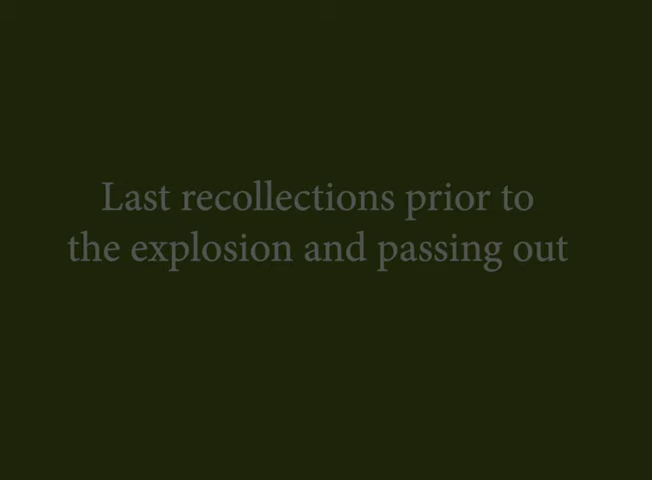 Last recollections prior to
the explosion and passing out